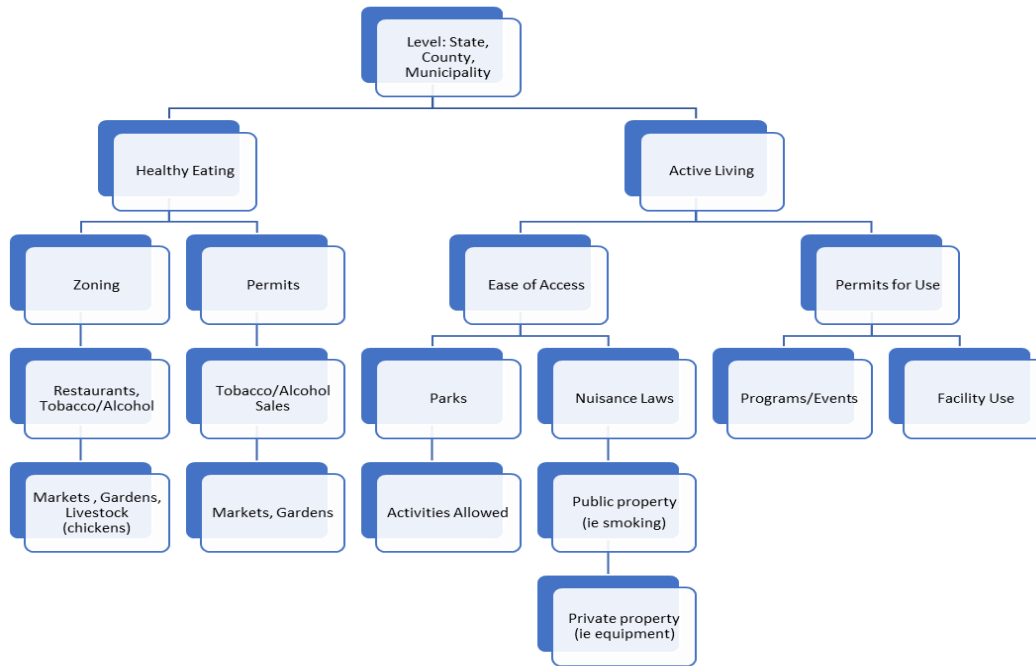 Level: State,
County,
Municipality
Healthy Eating
Active Living
Zoning
Permits
Ease of Access
Permits for Use
Restaurants,
Tobacco/Alcohol
Tobacco/Alcohol
Sales
Parks
Nuisance Laws
Programs/Events
Facility Use
Markets , Gardens,
Livestock
(chickens)
Markets, Gardens
Activities Allowed
Public property
(ie smoking)
Private property
(ie equipment)